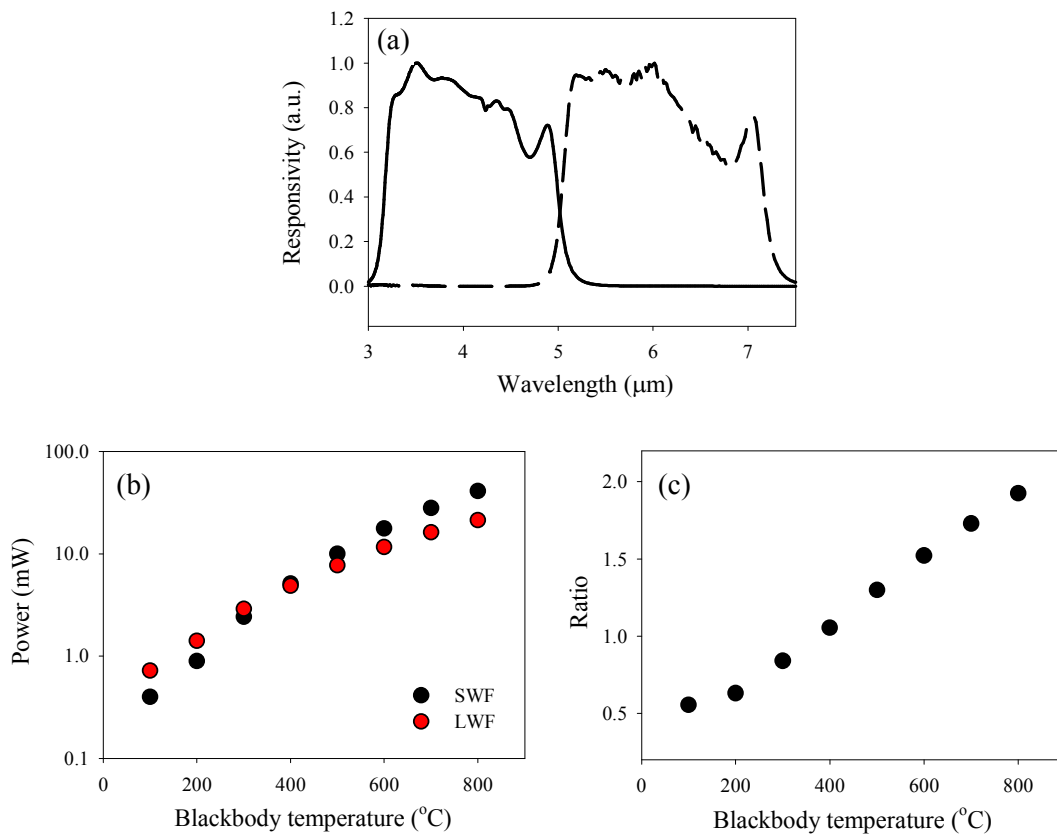 (a)
Responsivity (a.u.)
1.2
1.0
0.8
0.6
0.4
0.2
0.0
3 4 5 6 7
Wavelength (μm)
(b)
Power (mW)
100.0
10.0
1.0
0.1
SWF
LWF
0 200 400 600 800
Blackbody temperature (°C)
(c)
Ratio
2.0
1.5
1.0
0.5
0 200 400 600 800
Blackbody temperature (°C)